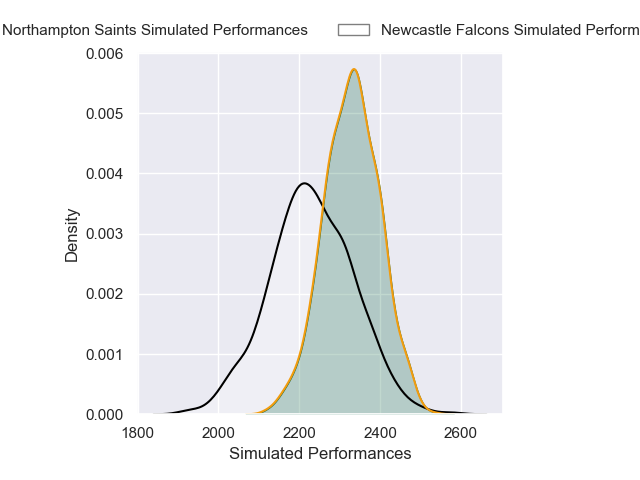 Northampton Saints Simulated Performances
Newcastle Falcons Simulated Perform
0.006
0.005
0.004
0.003
0.002
0.001
0.000
Density
1800 2000 2200 2400 2600
Simulated Performances